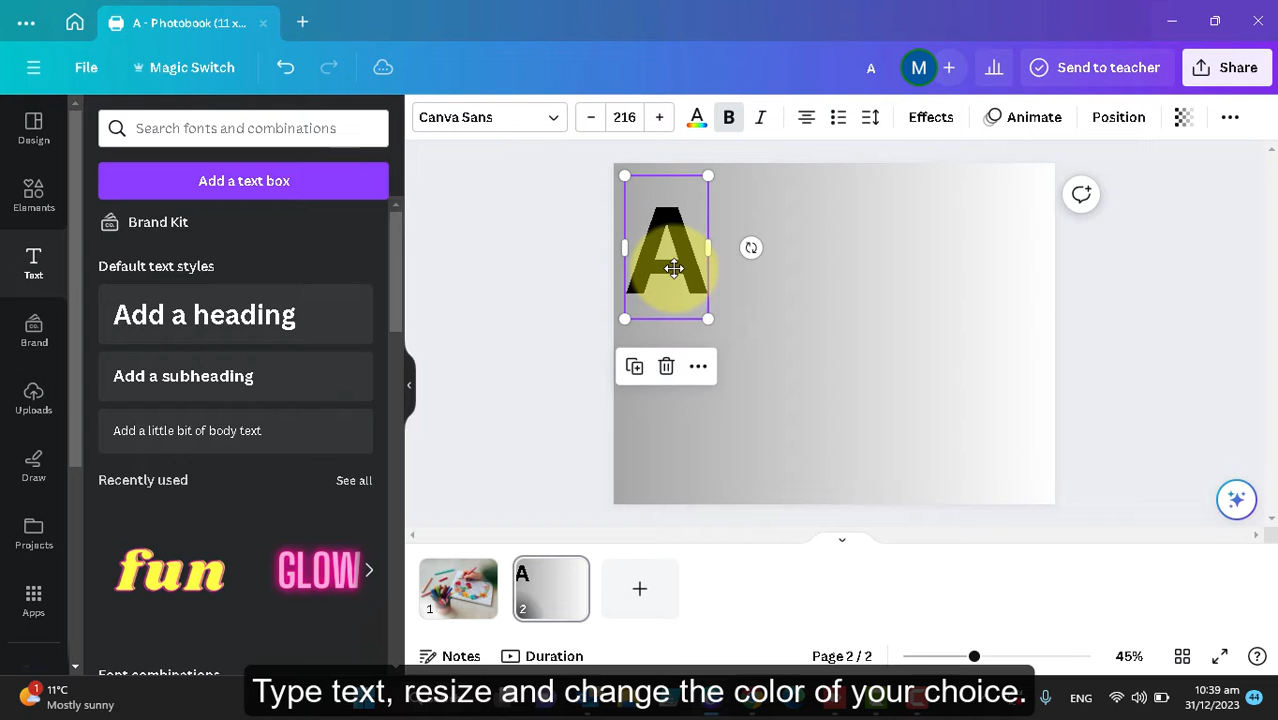 A - Photobook (11 x...
File
Magic Switch
A
M
Send to teacher
Share
Design
Elements
Text
Brand
Uploads
Draw
Projects
Apps
Search fonts and combinations
Add a text box
Brand Kit
Default text styles
Add a heading
Add a subheading
Add a little bit of body text
Recently used
See all
fun
GLOW
Font combinations
Canva Sans
216
A
B
I
Effects
Animate
Position
A
1
A
2
Notes
Duration
Page 2 / 2
45%
Type text, resize and change the color of your choice.
1
11°C
Mostly sunny
ENG
10:39 am
31/12/2023
44